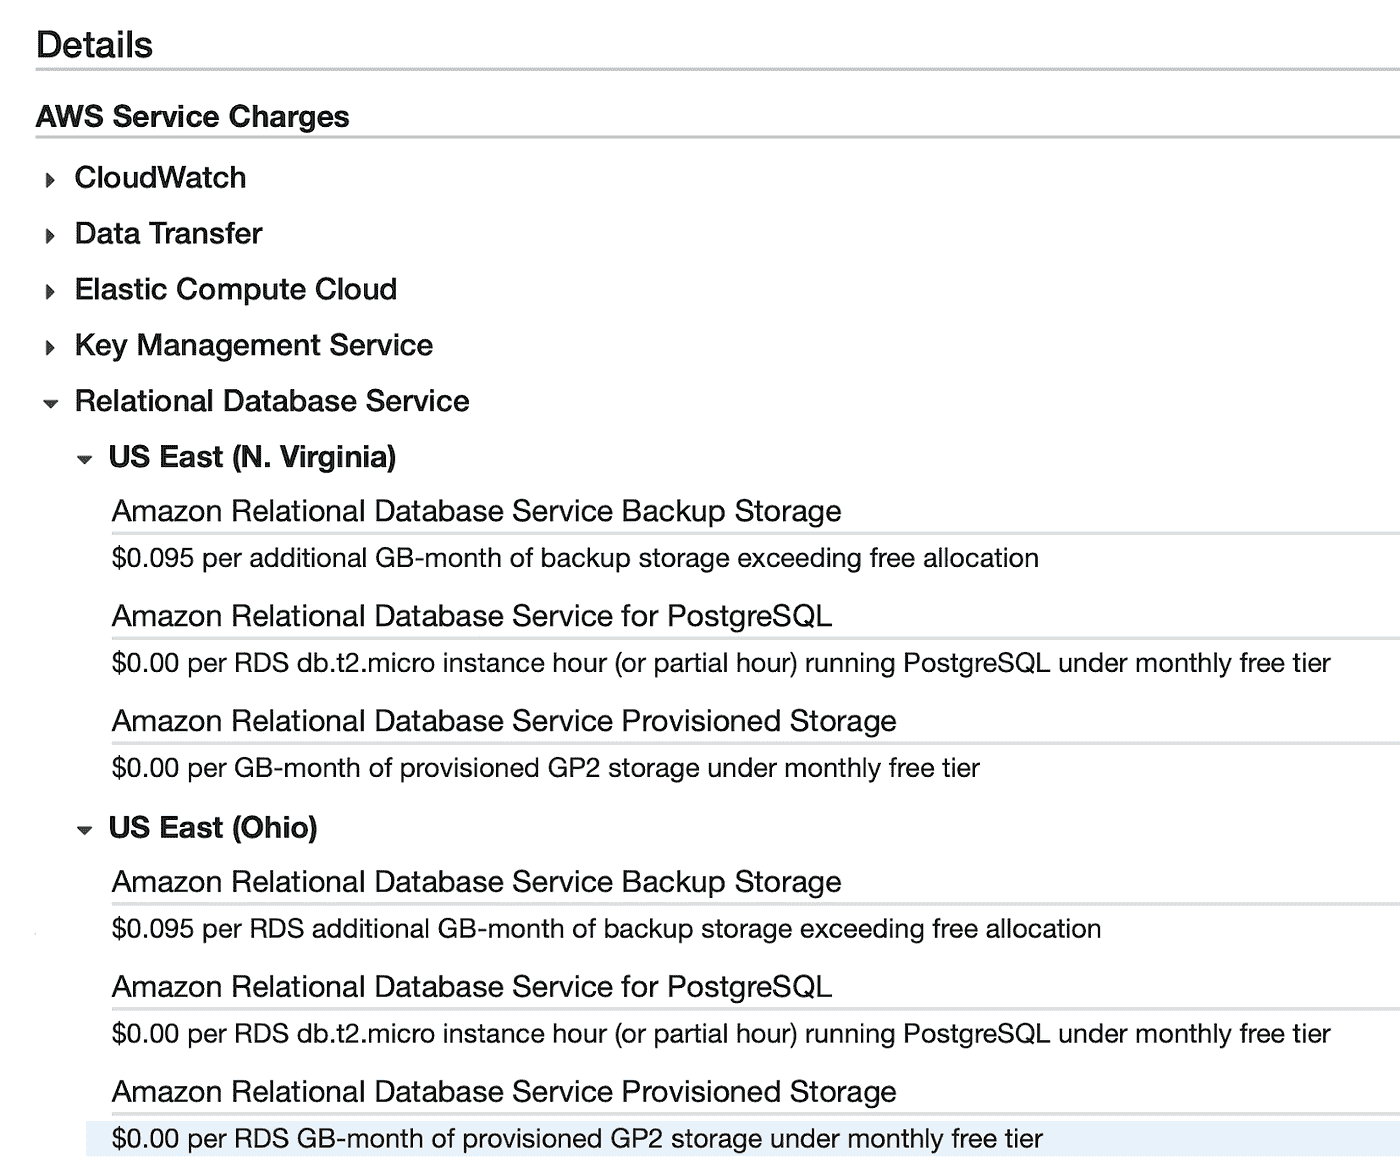 Details
AWS Service Charges
CloudWatch
Data Transfer
Elastic Compute Cloud
Key Management Service
Relational Database Service
US East (N. Virginia)
Amazon Relational Database Service Backup Storage
$0.095 per additional GB-month of backup storage exceeding free allocation
Amazon Relational Database Service for PostgreSQL
$0.00 per RDS db.t2.micro instance hour (or partial hour) running PostgreSQL under monthly free tier
Amazon Relational Database Service Provisioned Storage
$0.00 per GB-month of provisioned GP2 storage under monthly free tier
US East (Ohio)
Amazon Relational Database Service Backup Storage
$0.095 per RDS additional GB-month of backup storage exceeding free allocation
Amazon Relational Database Service for PostgreSQL
$0.00 per RDS db.t2.micro instance hour (or partial hour) running PostgreSQL under monthly free tier
Amazon Relational Database Service Provisioned Storage
$0.00 per RDS GB-month of provisioned GP2 storage under monthly free tier